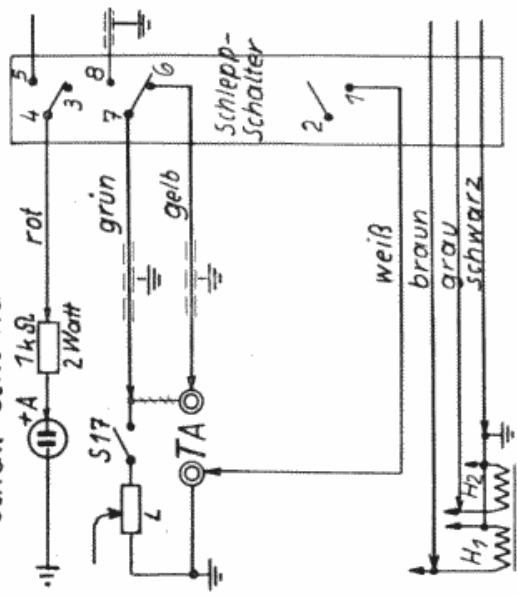 5
4
3
8
7
6
Schlepp-
Schalter
2
1
rot
grün
gelb
weiß
braun
grau
schwarz
1kΩ
2 Watt
+A
S17
L
TA
H1
H2